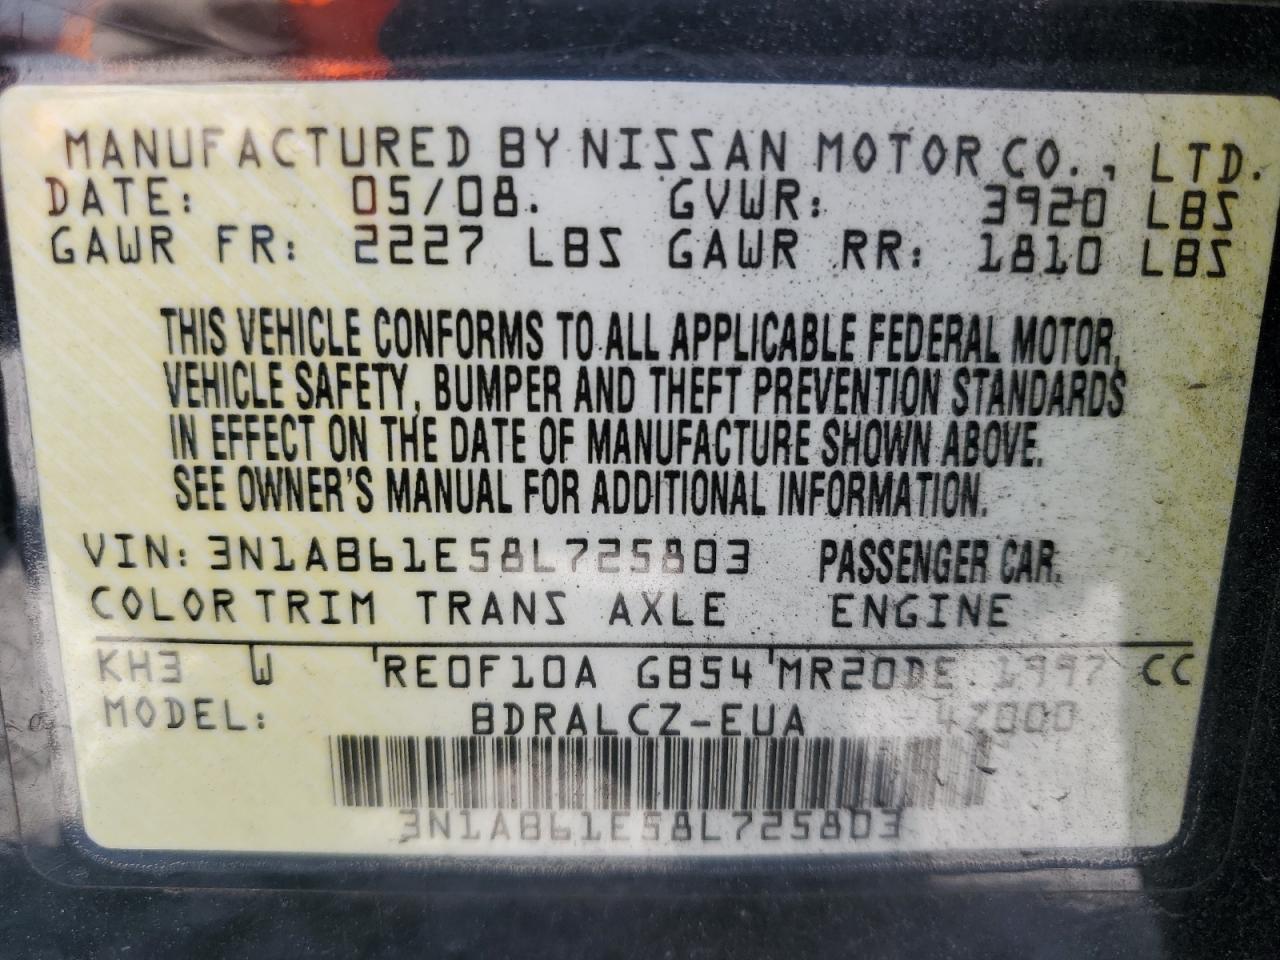 MANUFACTURED BY NISSAN MOTOR CO., LTD.
DATE: 05/08. GVWR: 3920 LBS
GAWR FR: 2227 LBS GAWR RR: 1810 LBS
THIS VEHICLE CONFORMS TO ALL APPLICABLE FEDERAL MOTOR,
VEHICLE SAFETY, BUMPER AND THEFT PREVENTION STANDARDS
IN EFFECT ON THE DATE OF MANUFACTURE SHOWN ABOVE.
SEE OWNER'S MANUAL FOR ADDITIONAL INFORMATION.
VIN: 3N1AB61E58L725803 PASSENGER CAR.
COLOR TRIM TRANS AXLE ENGINE
KH3 W 'RE0F10A GB54 'MR20DE 1997 CC
MODEL: BDRALCZ-EUA 4Z000
3N1AB61E58L725803